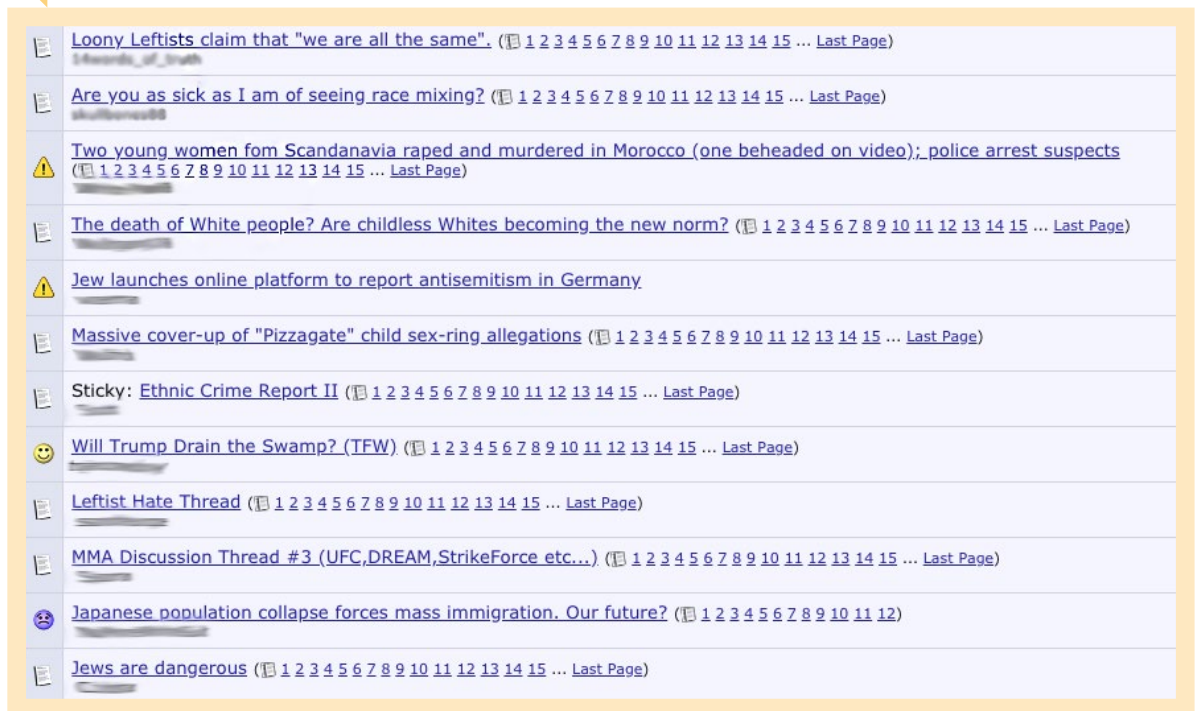 Loony Leftists claim that "we are all the same". ( 1 2 3 4 5 6 7 8 9 10 11 12 13 14 15 ... Last Page)
14words_of_truth
Are you as sick as I am of seeing race mixing? ( 1 2 3 4 5 6 7 8 9 10 11 12 13 14 15 ... Last Page)
skullbones88
Two young women fom Scandanavia raped and murdered in Morocco (one beheaded on video); police arrest suspects
( 1 2 3 4 5 6 7 8 9 10 11 12 13 14 15 ... Last Page)
The death of White people? Are childless Whites becoming the new norm? ( 1 2 3 4 5 6 7 8 9 10 11 12 13 14 15 ... Last Page)
Jew launches online platform to report antisemitism in Germany
Massive cover-up of "Pizzagate" child sex-ring allegations ( 1 2 3 4 5 6 7 8 9 10 11 12 13 14 15 ... Last Page)
Sticky: Ethnic Crime Report II ( 1 2 3 4 5 6 7 8 9 10 11 12 13 14 15 ... Last Page)
Will Trump Drain the Swamp? (TFW) ( 1 2 3 4 5 6 7 8 9 10 11 12 13 14 15 ... Last Page)
Leftist Hate Thread ( 1 2 3 4 5 6 7 8 9 10 11 12 13 14 15 ... Last Page)
MMA Discussion Thread #3 (UFC,DREAM,StrikeForce etc...) ( 1 2 3 4 5 6 7 8 9 10 11 12 13 14 15 ... Last Page)
Japanese population collapse forces mass immigration. Our future? ( 1 2 3 4 5 6 7 8 9 10 11 12)
Jews are dangerous ( 1 2 3 4 5 6 7 8 9 10 11 12 13 14 15 ... Last Page)